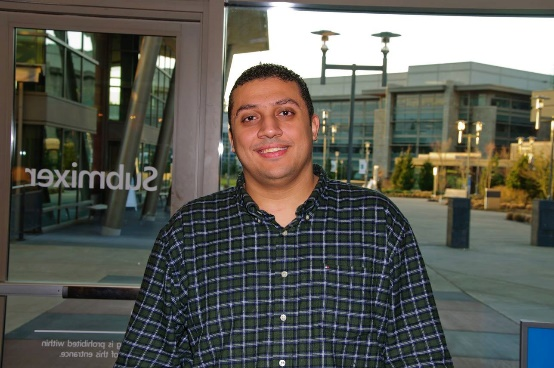 Submixer
is prohibited within
of this entrance.